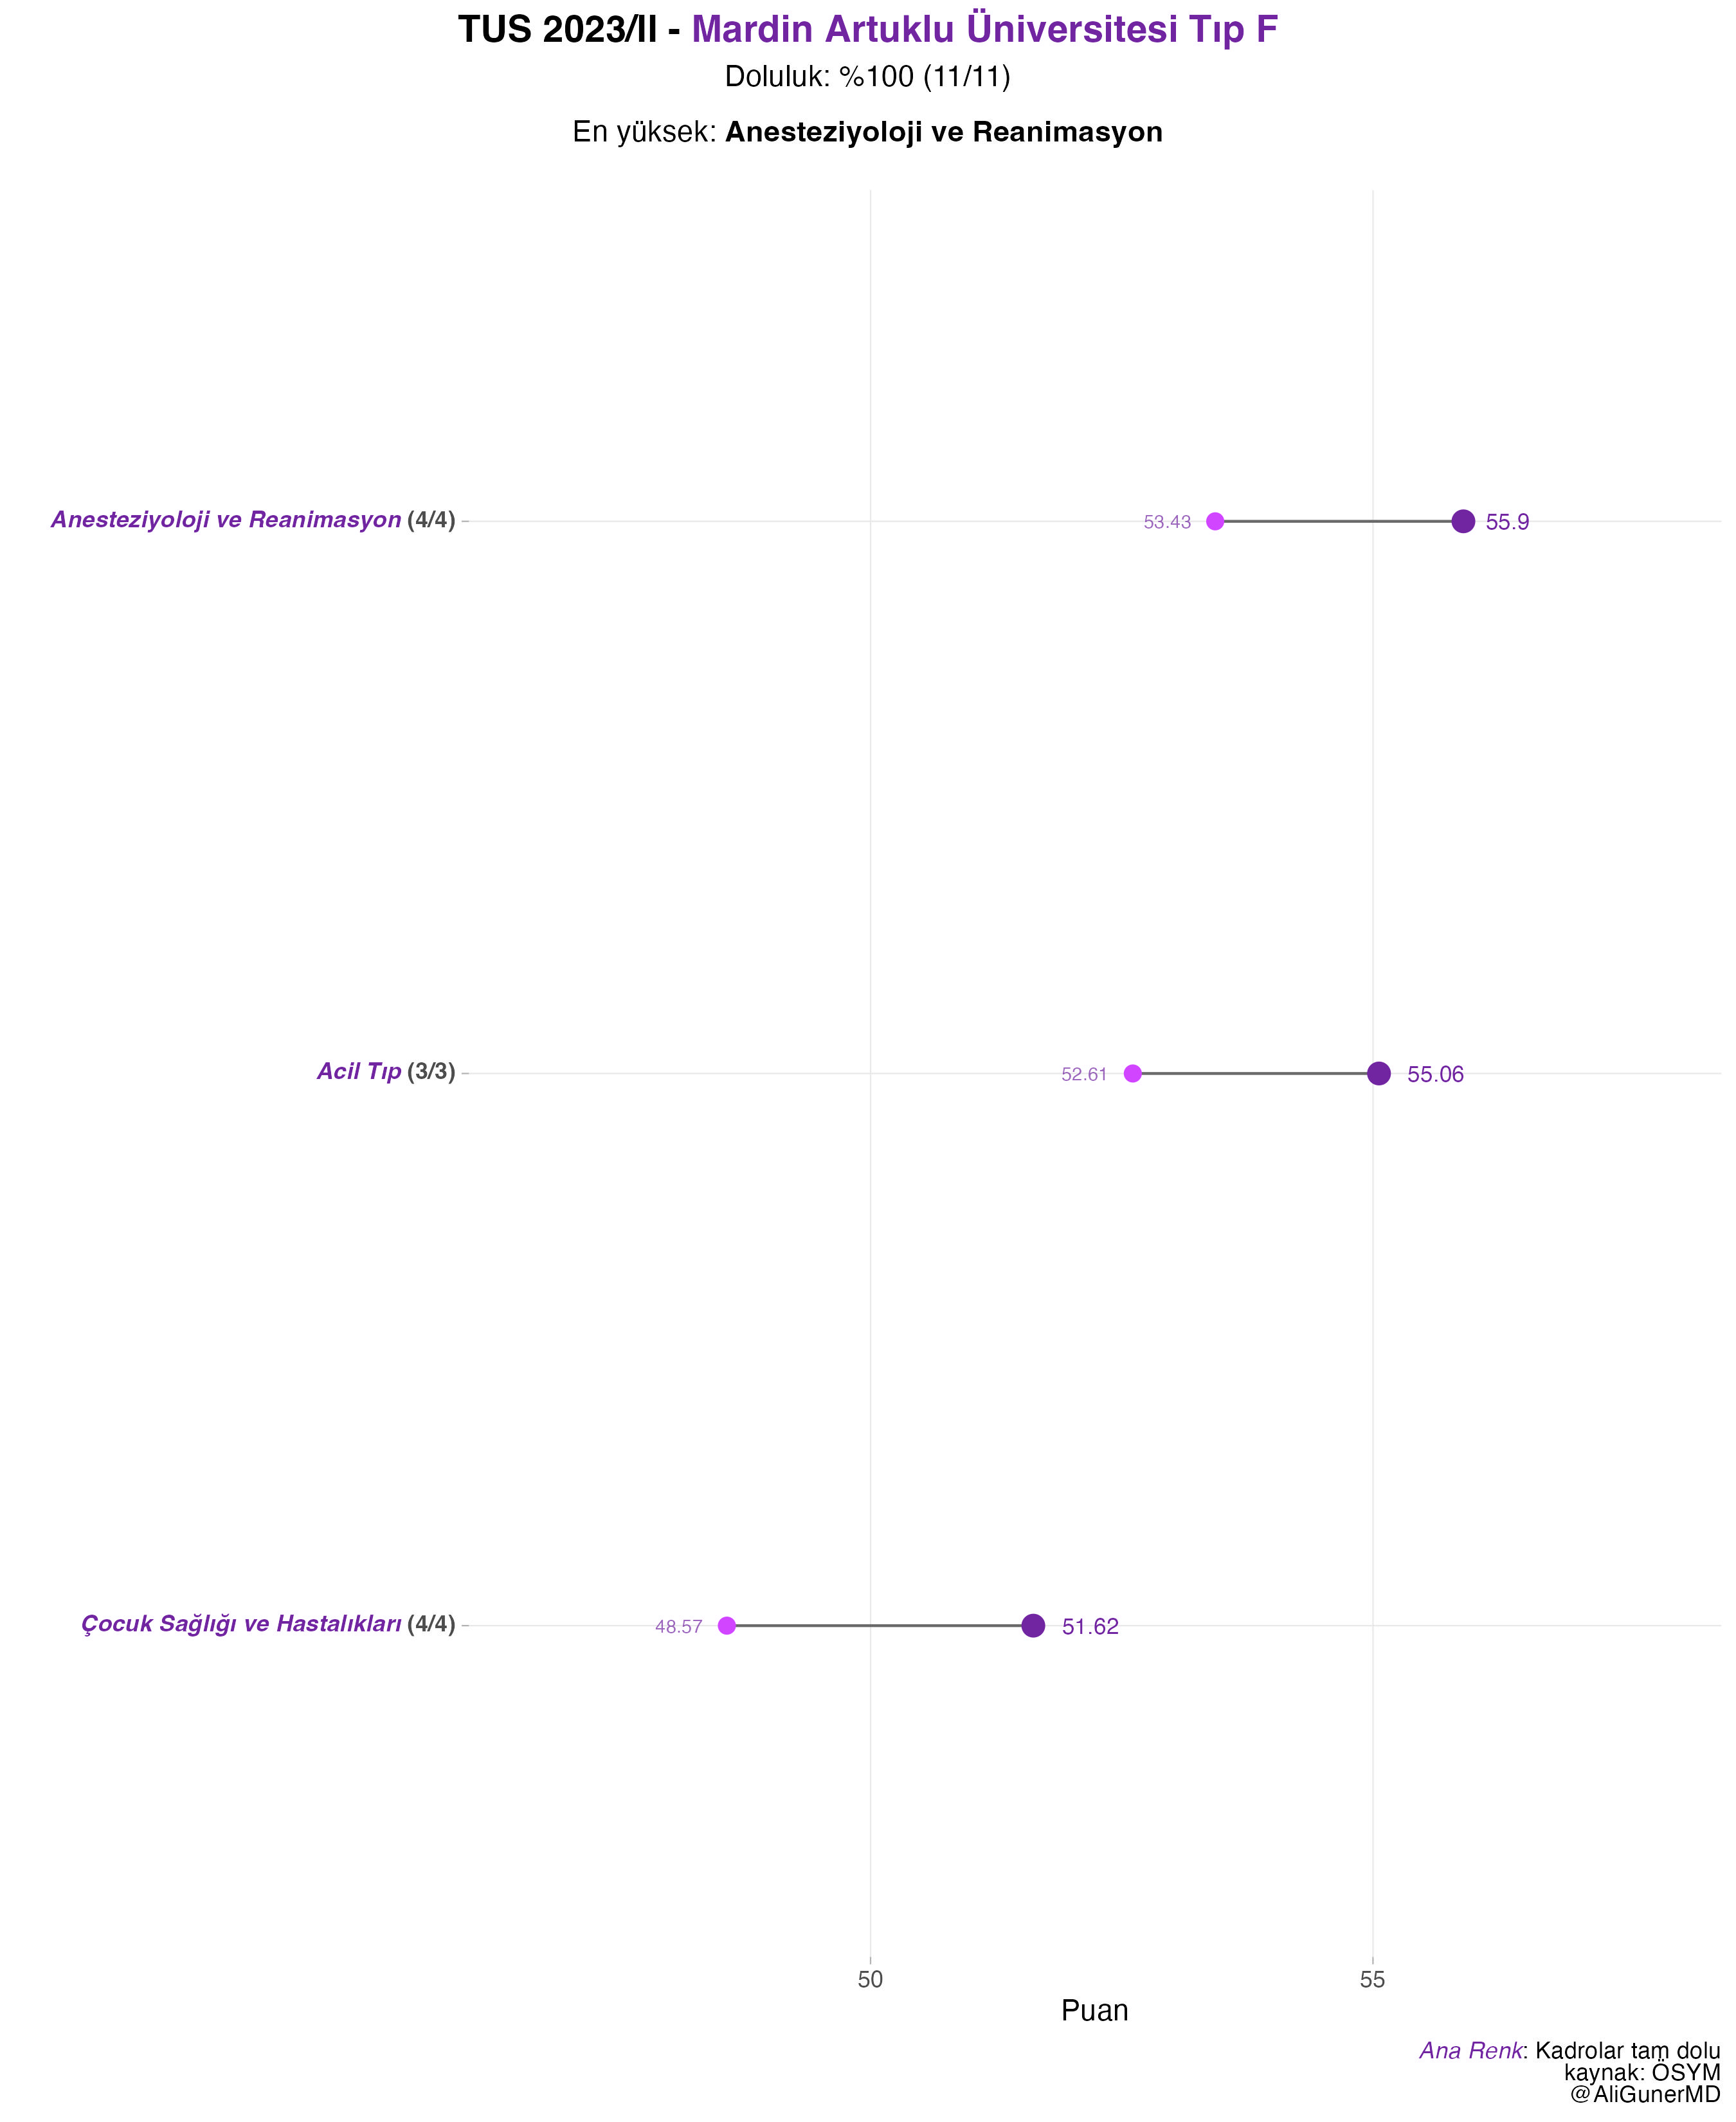 TUS 2023/II - Mardin Artuklu Üniversitesi Tıp F
Doluluk: %100 (11/11)
En yüksek: Anesteziyoloji ve Reanimasyon
Anesteziyoloji ve Reanimasyon (4/4)
53.43
55.9
Acil Tıp (3/3)
52.61
55.06
Çocuk Sağlığı ve Hastalıkları (4/4)
48.57
51.62
50
55
Puan
Ana Renk: Kadrolar tam dolu
kaynak: ÖSYM
@AliGunerMD